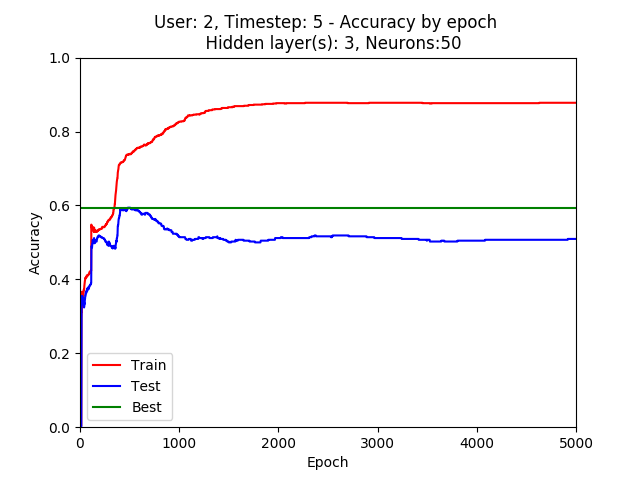 User: 2, Timestep: 5 - Accuracy by epoch
Hidden layer(s): 3, Neurons:50
1.0
0.8
0.6
0.4
0.2
0.0
Accuracy
Train
Test
Best
0 1000 2000 3000 4000 5000
Epoch